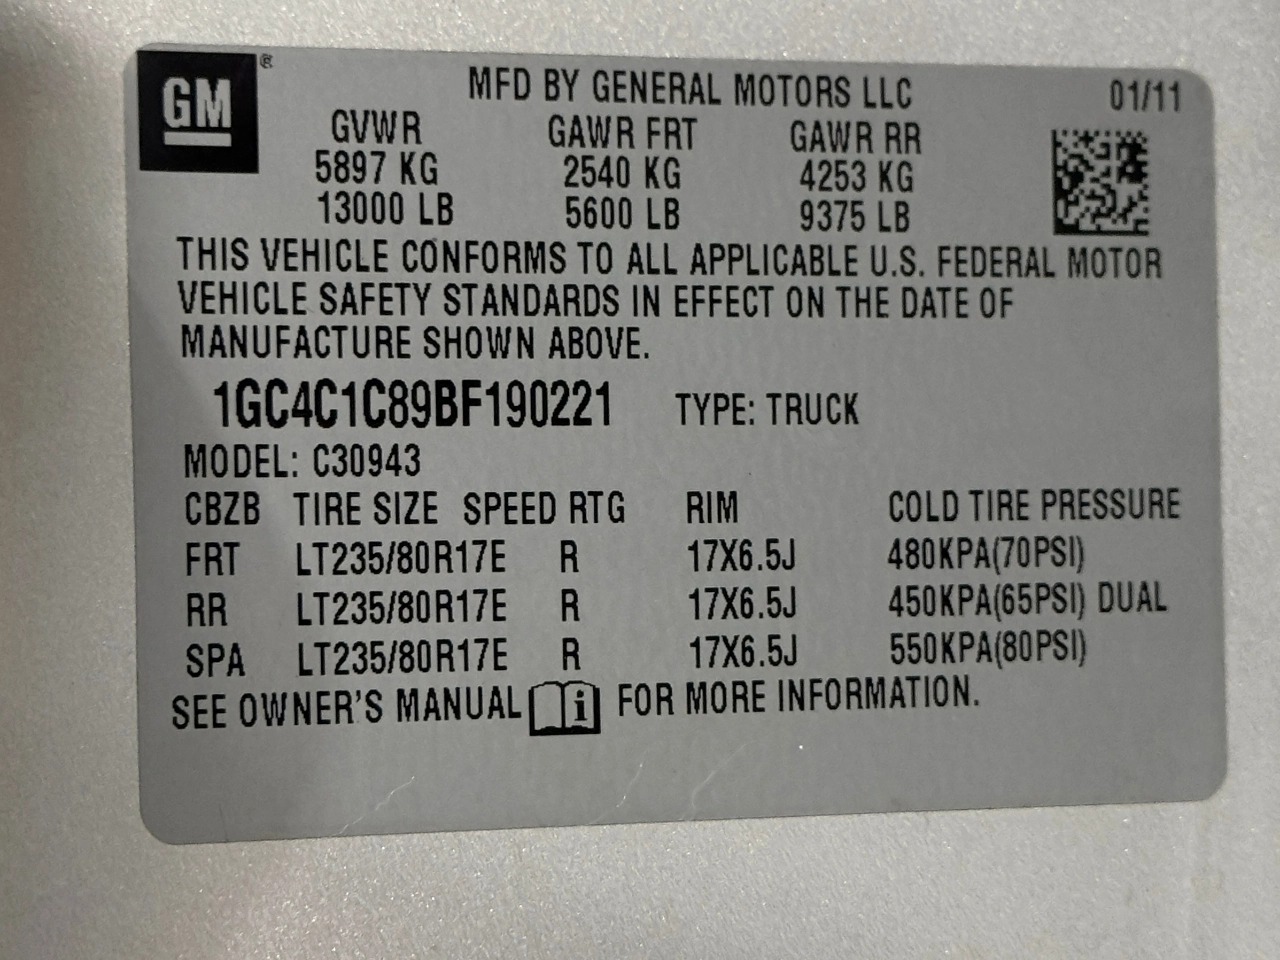 GM®
MFD BY GENERAL MOTORS LLC 01/11
GVWR GAWR FRT GAWR RR
5897 KG 2540 KG 4253 KG
13000 LB 5600 LB 9375 LB
THIS VEHICLE CONFORMS TO ALL APPLICABLE U.S. FEDERAL MOTOR
VEHICLE SAFETY STANDARDS IN EFFECT ON THE DATE OF
MANUFACTURE SHOWN ABOVE.
1GC4C1C89BF190221 TYPE: TRUCK
MODEL: C30943
CBZB TIRE SIZE SPEED RTG RIM COLD TIRE PRESSURE
FRT LT235/80R17E R 17X6.5J 480KPA(70PSI)
RR LT235/80R17E R 17X6.5J 450KPA(65PSI) DUAL
SPA LT235/80R17E R 17X6.5J 550KPA(80PSI)
SEE OWNER'S MANUAL i FOR MORE INFORMATION.